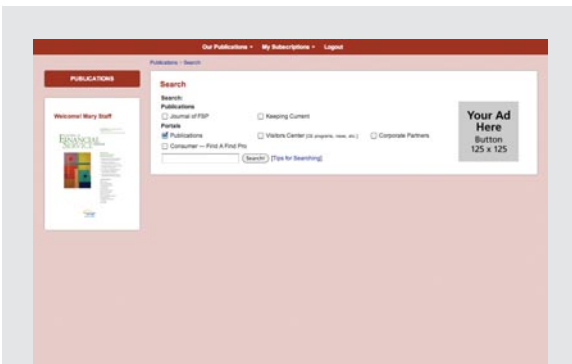 Our Publications My Subscriptions Logout
Publications > Search
PUBLICATIONS
Welcome! Mary Staff
FINANCIAL
SERVICE
Search
Search:
Publications
Journal of FSP Keeping Current
Portals
Publications Visitors Center [CE programs, news, etc.] Corporate Partners
Consumer — Find A Find Pro
Search! [Tips for Searching]
Your Ad
Here
Button
125 x 125